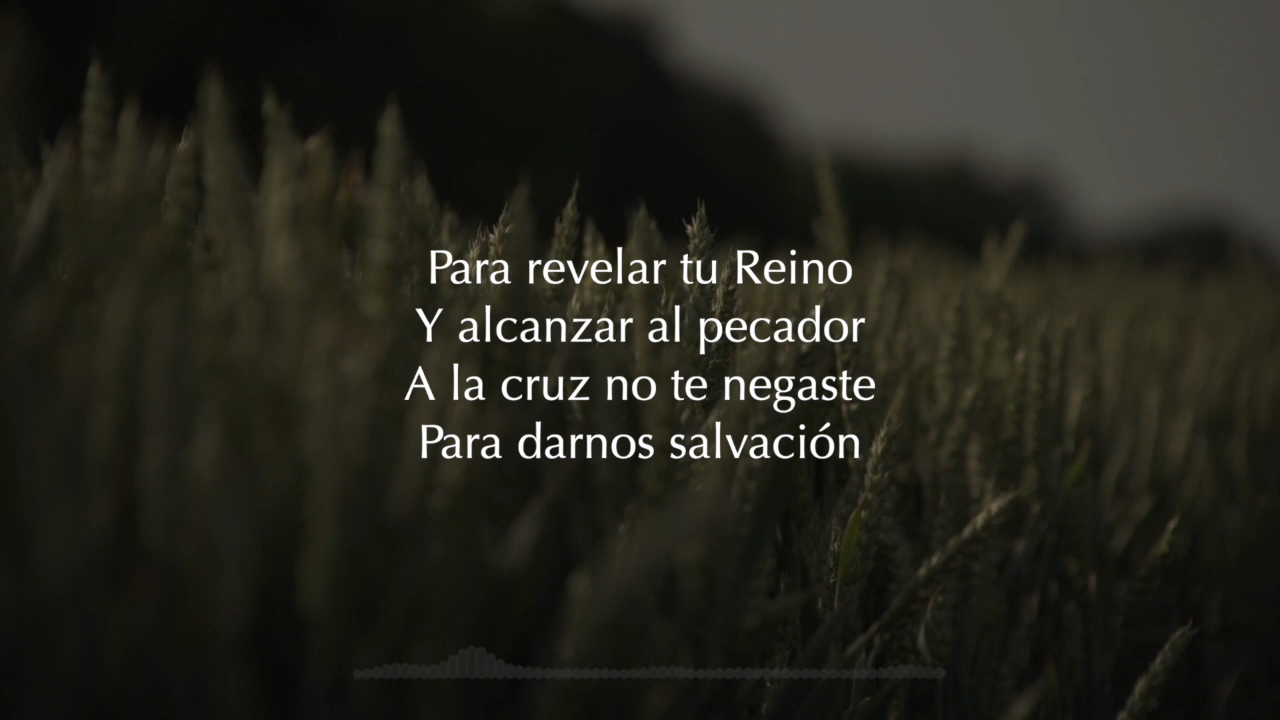 Para revelar tu Reino
Y alcanzar al pecador
A la cruz no te negaste
Para darnos salvación